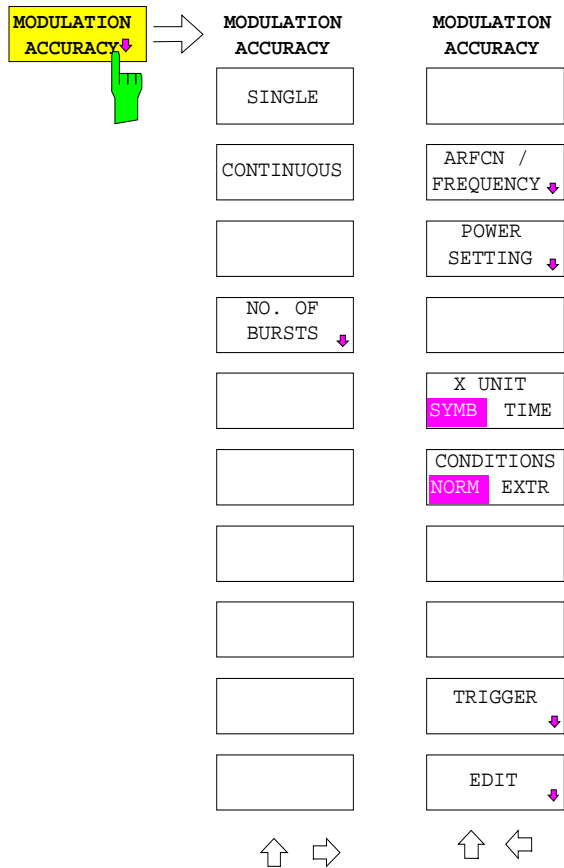 MODULATION
ACCURACY
MODULATION
ACCURACY
SINGLE
CONTINUOUS
NO. OF
BURSTS
MODULATION
ACCURACY
ARFCN /
FREQUENCY
POWER
SETTING
X UNIT
SYMB TIME
CONDITIONS
NORM EXTR
TRIGGER
EDIT